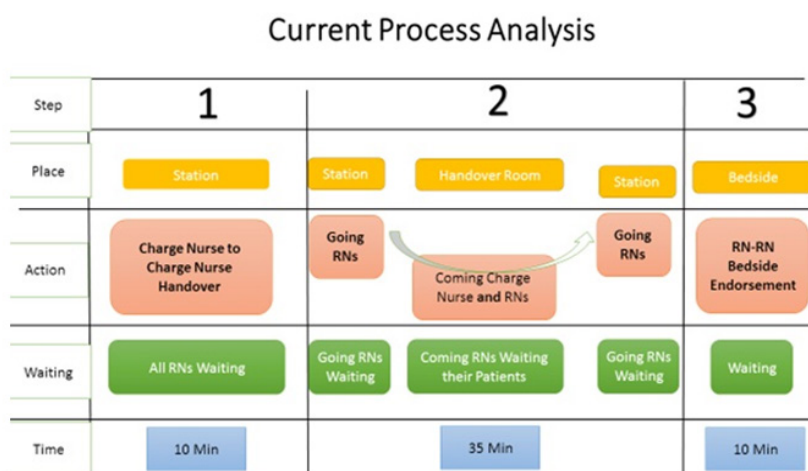 Current Process Analysis
Step
1
2
3
Place
Station
Station
Handover Room
Station
Bedside
Action
Charge Nurse to
Charge Nurse
Handover
Going
RNs
Coming Charge
Nurse and RNs
Going
RNs
RN-RN
Bedside
Endorsement
Waiting
All RNs Waiting
Going RNs
Waiting
Coming RNs Waiting
their Patients
Going RNs
Waiting
Waiting
Time
10 Min
35 Min
10 Min